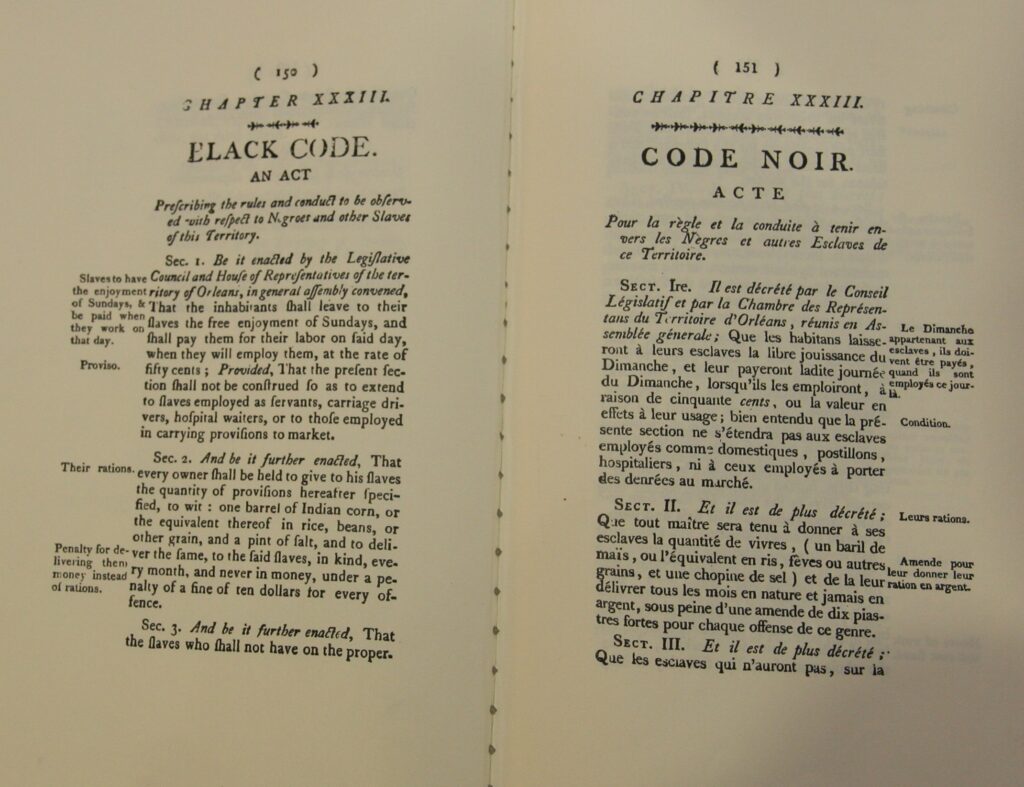 ( 150 )
CHAPTER XXXIII.
BLACK CODE.
AN ACT
Preſcribing the rules and conduct to be obſerv-
ed with reſpect to Negroes and other Slaves
of this Territory.
Sec. 1. Be it enacted by the Legiſlative
Council and Houſe of Repreſentatives of the ter-
ritory of Orleans, in general aſſembly convened,
That the inhabitants ſhall leave to their
ſlaves the free enjoyment of Sundays, and
ſhall pay them for their labor on ſaid day,
when they will employ them, at the rate of
fifty cents ; Provided, That the preſent ſec-
tion ſhall not be conſtrued ſo as to extend
to ſlaves employed as ſervants, carriage dri-
vers, hoſpital waiters, or to thoſe employed
in carrying proviſions to market.
Slaves to have
the enjoyment
of Sundays, &
be paid when
they work on
that day.
Proviso.
Sec. 2. And be it further enacted, That
every owner ſhall be held to give to his ſlaves
the quantity of proviſions hereafter ſpeci-
fied, to wit : one barrel of Indian corn, or
the equivalent thereof in rice, beans, or
other grain, and a pint of ſalt, and to deli-
ver the ſame, to the ſaid ſlaves, in kind, eve-
ry month, and never in money, under a pe-
nalty of a fine of ten dollars for every of-
fence.
Their rations.
Penalty for de-
livering them
money instead
of rations.
Sec. 3. And be it further enacted, That
the ſlaves who ſhall not have on the proper.
( 151 )
CHAPITRE XXXIII.
CODE NOIR.
ACTE
Pour la règle et la conduite à tenir en-
vers les Nègres et autres Esclaves de
ce Territoire.
SECT. Ire. Il est décrété par le Conseil
Législatif et par la Chambre des Représen-
tans du Territoire d'Orléans, réunis en As-
semblée génerale; Que les habitans laisse-
ront à leurs esclaves la libre jouissance du
Dimanche, et leur payeront ladite journée
du Dimanche, lorsqu'ils les emploiront, à
raison de cinquante cents, ou la valeur en
effèts à leur usage; bien entendu que la pré-
sente section ne s'étendra pas aux esclaves
employés comme domestiques, postillons,
hospitaliers, ni à ceux employés à porter
des denrées au marché.
Le Dimanche
appartenant aux
esclaves, ils doi-
vent être payés,
quand ils sont
employés ce jour-
là.
Condition.
SECT. II. Et il est de plus décrété;
Que tout maître sera tenu à donner à ses
esclaves la quantité de vivres, ( un baril de
maïs, ou l'équivalent en ris, fèves ou autres
grains, et une chopine de sel ) et de la leur
délivrer tous les mois en nature et jamais en
argent, sous peine d'une amende de dix pias-
tres fortes pour chaque offense de ce genre.
Leurs rations.
Amende pour
leur donner leur
ration en argent.
SECT. III. Et il est de plus décrété;
Que les esclaves qui n'auront pas, sur la